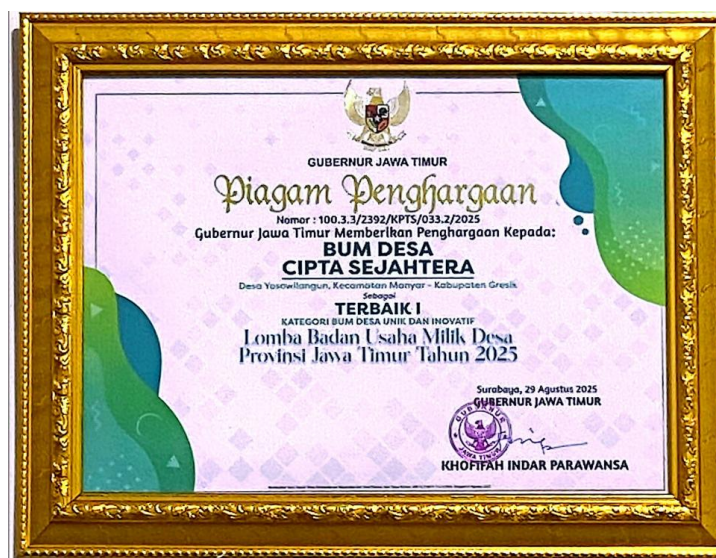 GUBERNUR JAWA TIMUR
Piagam Penghargaan
Nomor : 100.3.3/2392/KPTS/033.2/2025
Gubernur Jawa Timur Memberikan Penghargaan Kepada:
BUM DESA
CIPTA SEJAHTERA
Desa Yosowilangun, Kecamatan Manyar - Kabupaten Gresik
Sebagai
TERBAIK I
KATEGORI BUM DESA UNIK DAN INOVATIF
Lomba Badan Usaha Milik Desa
Provinsi Jawa Timur Tahun 2025
Surabaya, 29 Agustus 2025
GUBERNUR JAWA TIMUR
GUBERNUR
JAWA TIMUR
KHOFIFAH INDAR PARAWANSA